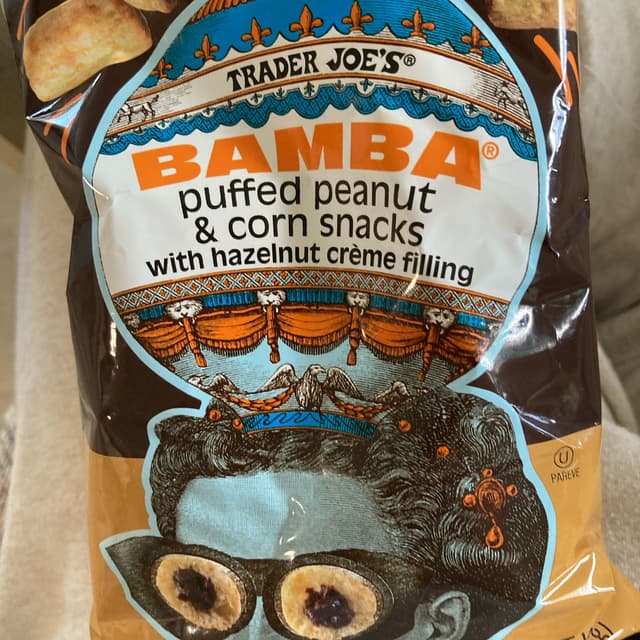 TRADER JOE'S®
BAMBA®
puffed peanut
& corn snacks
with hazelnut crème filling
U
PAREVE